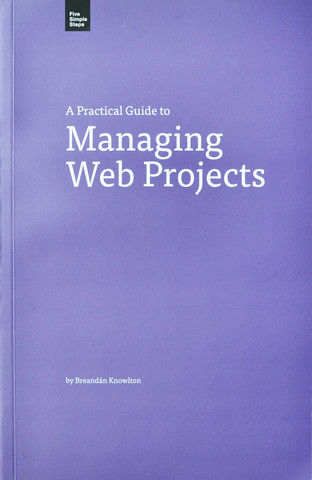 Five
Simple
Steps
A Practical Guide to
Managing
Web Projects
by Breandán Knowlton